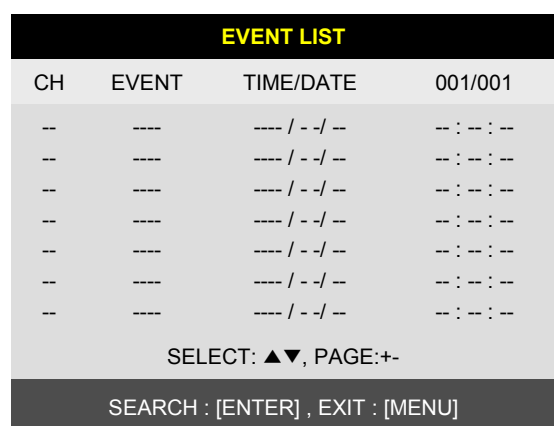 EVENT LIST
CH EVENT TIME/DATE 001/001
-- ---- ---- / - -/ -- -- : -- : --
-- ---- ---- / - -/ -- -- : -- : --
-- ---- ---- / - -/ -- -- : -- : --
-- ---- ---- / - -/ -- -- : -- : --
-- ---- ---- / - -/ -- -- : -- : --
-- ---- ---- / - -/ -- -- : -- : --
-- ---- ---- / - -/ -- -- : -- : --
SELECT: ▲▼, PAGE:+-
SEARCH : [ENTER] , EXIT : [MENU]